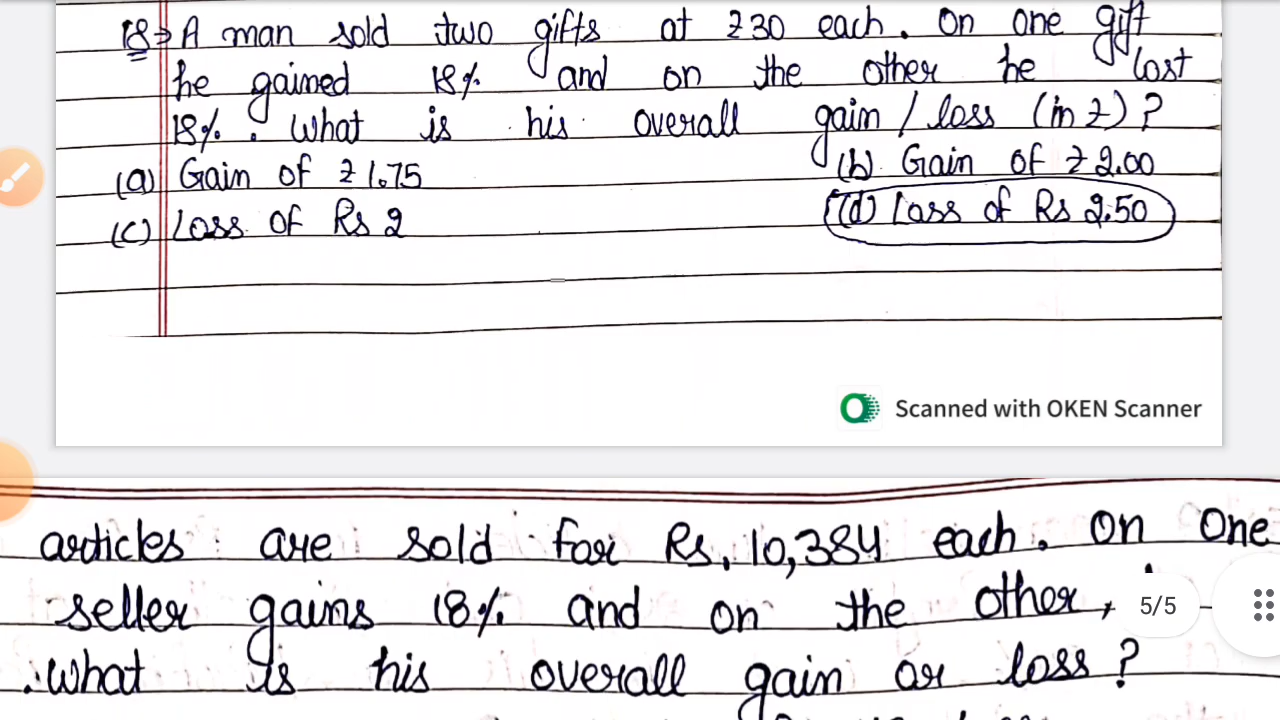 18⇒ A man sold two gifts at ₹30 each. On one gift
he gained 18% and on the other he lost
18%. What is his overall gain / loss (in ₹)?
(a) Gain of ₹1.75 (b) Gain of ₹2.00
(c) Loss of Rs 2 (d) Loss of Rs 2.50
Scanned with OKEN Scanner
articles are sold for Rs. 10,384 each. On One
seller gains 18% and on the other,
5/5
. What is his overall gain or loss?